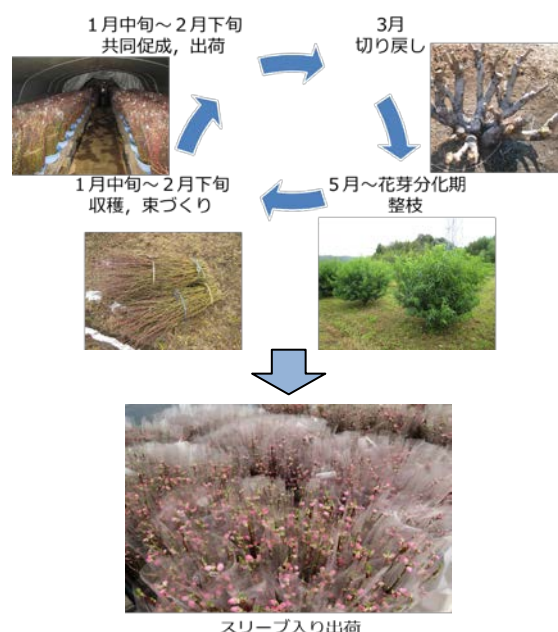 1月中旬～2月下旬
共同促成，出荷
3月
切り戻し
5月～花芽分化期
整枝
1月中旬～2月下旬
収穫，束づくり
スリーブ入り出荷